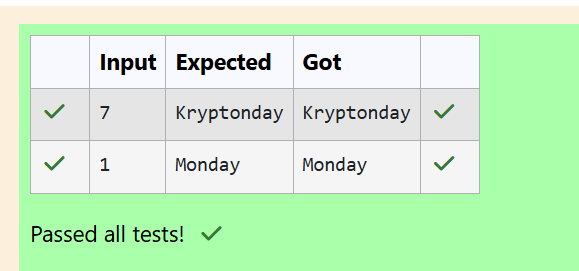 Input Expected Got
7 Kryptonday Kryptonday
1 Monday Monday
Passed all tests!